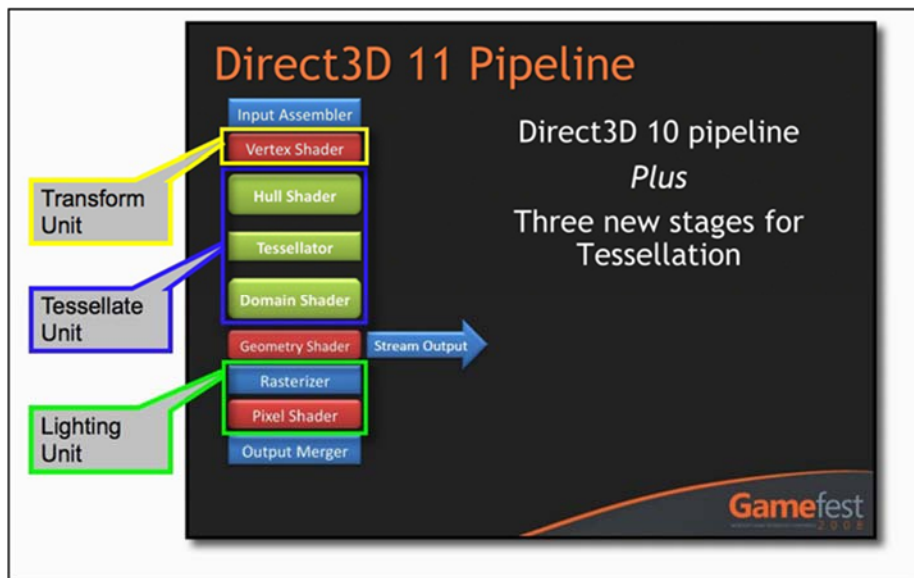 Direct3D 11 Pipeline
Input Assembler
Vertex Shader
Hull Shader
Tessellator
Domain Shader
Geometry Shader
Stream Output
Rasterizer
Pixel Shader
Output Merger
Transform
Unit
Tessellate
Unit
Lighting
Unit
Direct3D 10 pipeline
Plus
Three new stages for
Tessellation
Gamefest
2008